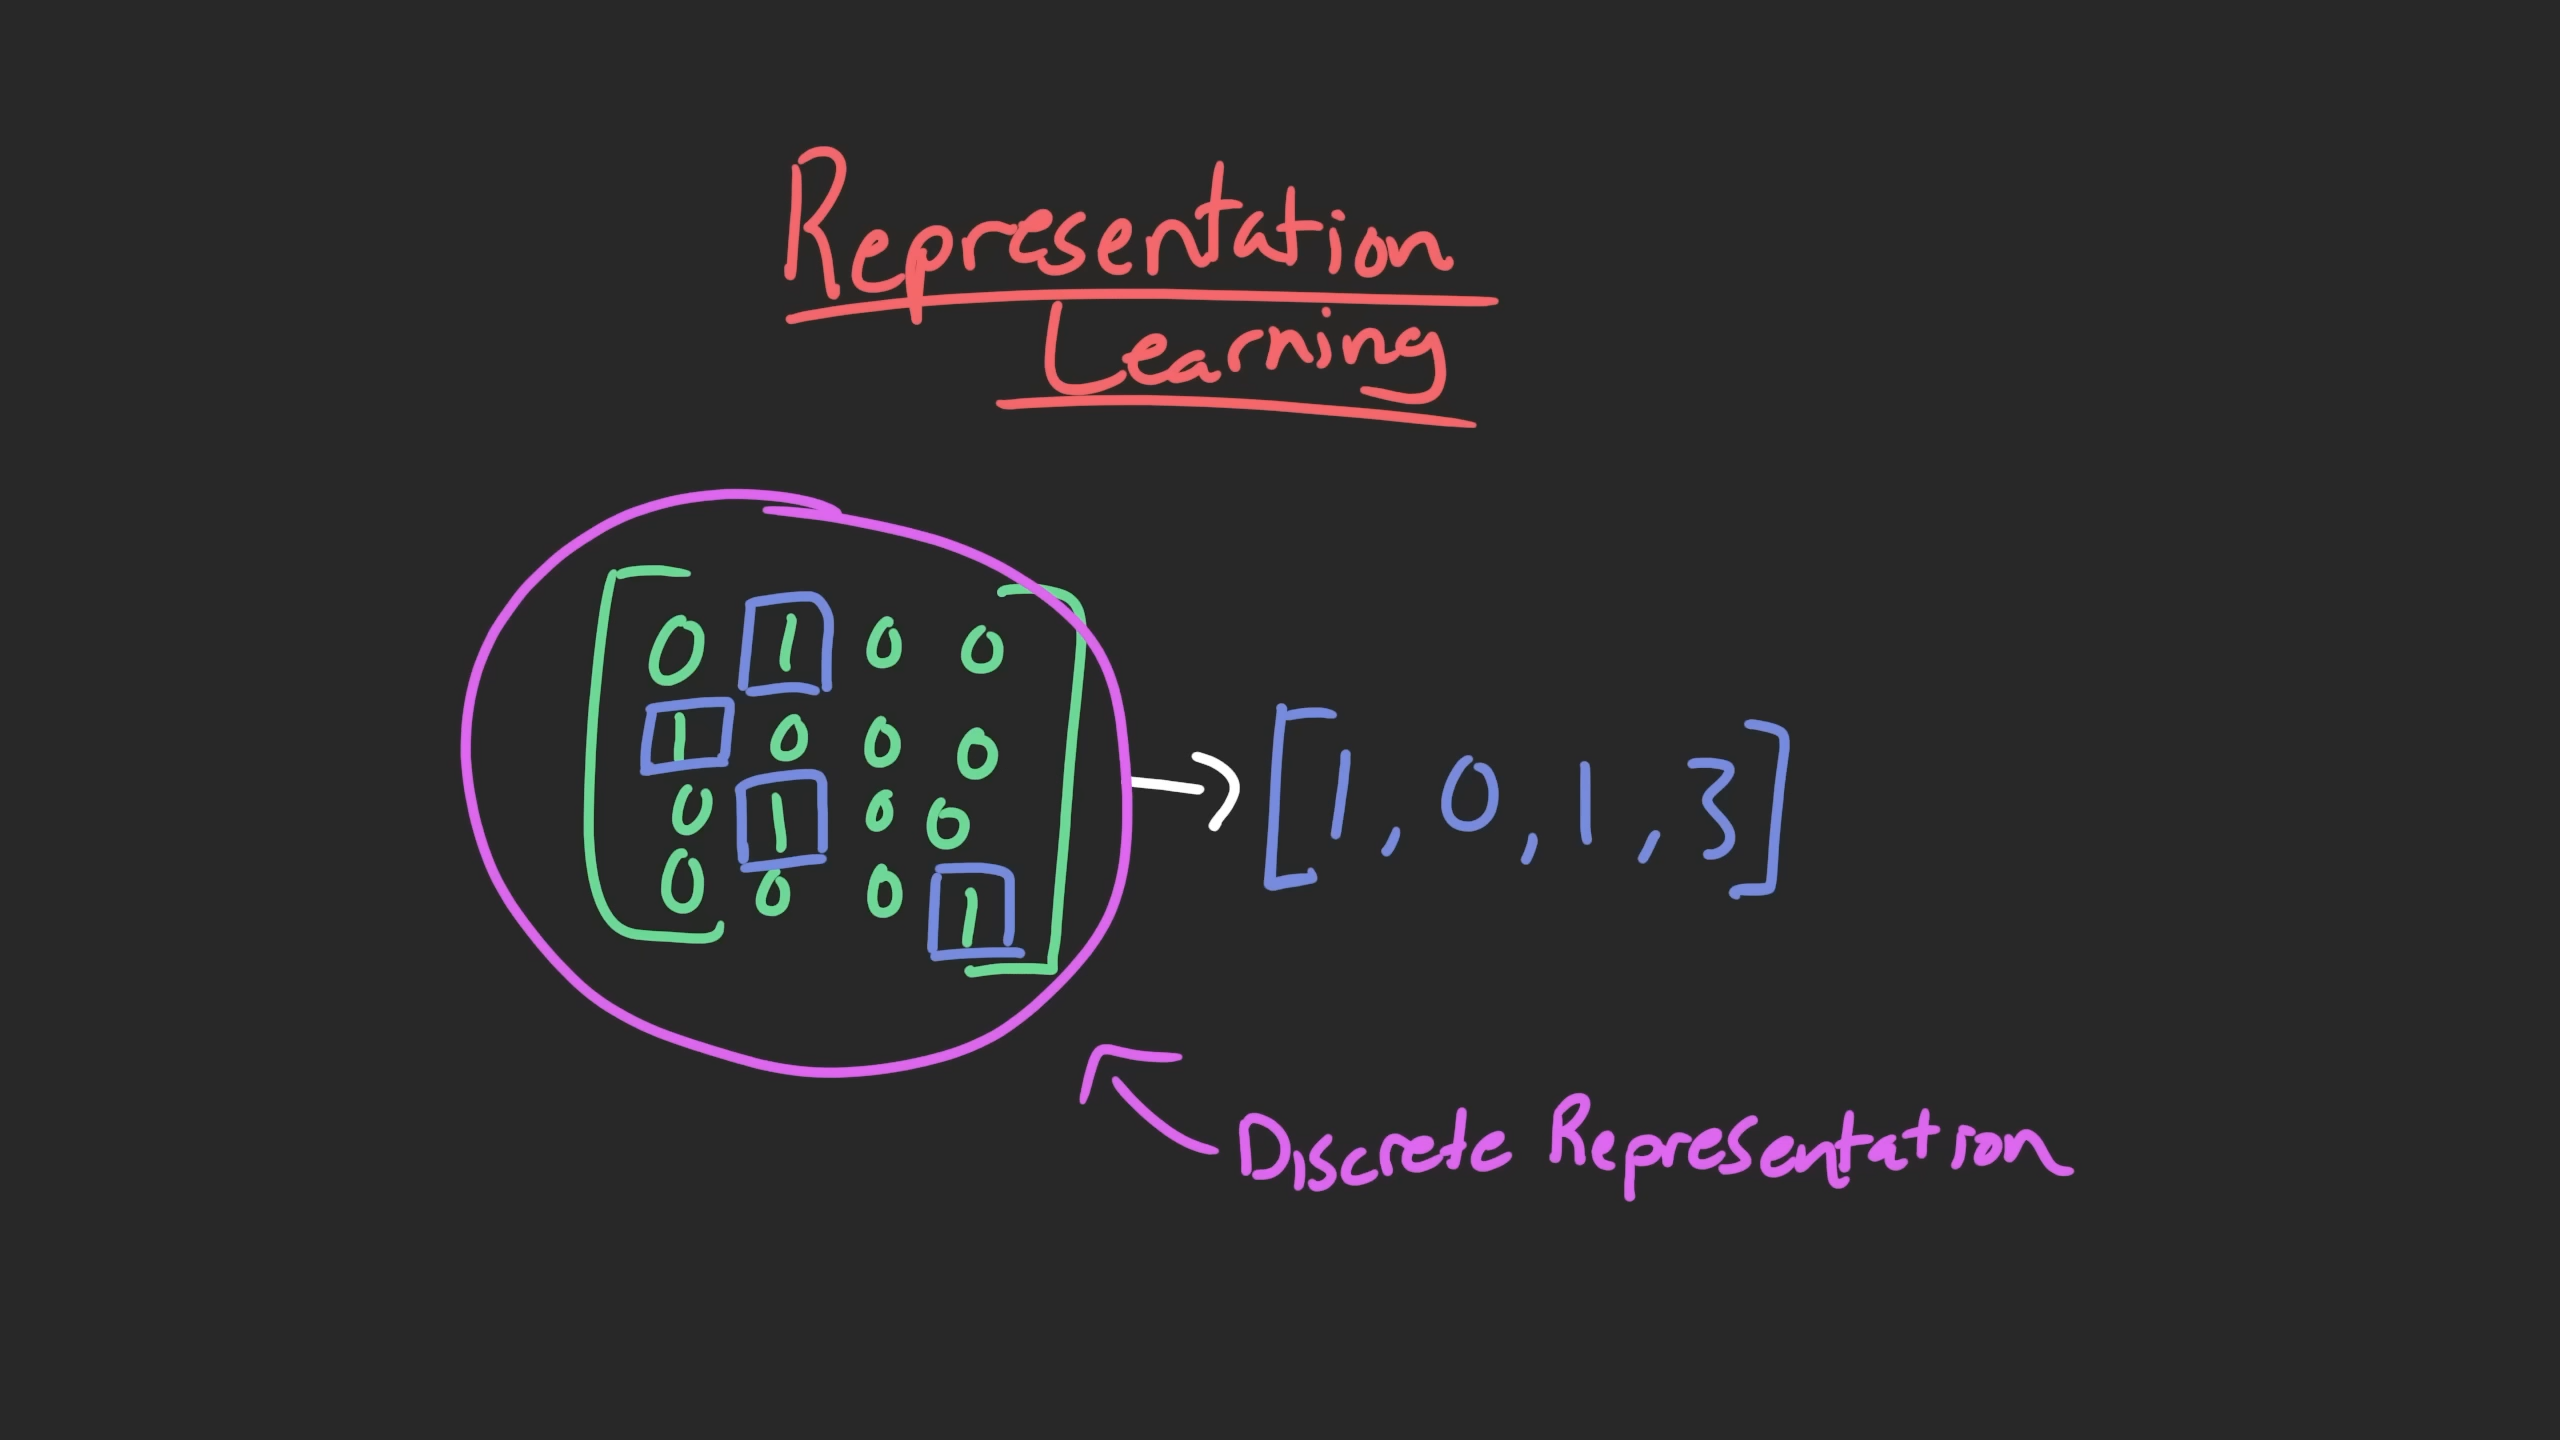 Representation
Learning
0 1 0 0
1 0 0 0
0 1 0 0
0 0 0 1
[1, 0, 1, 3]
Discrete Representation